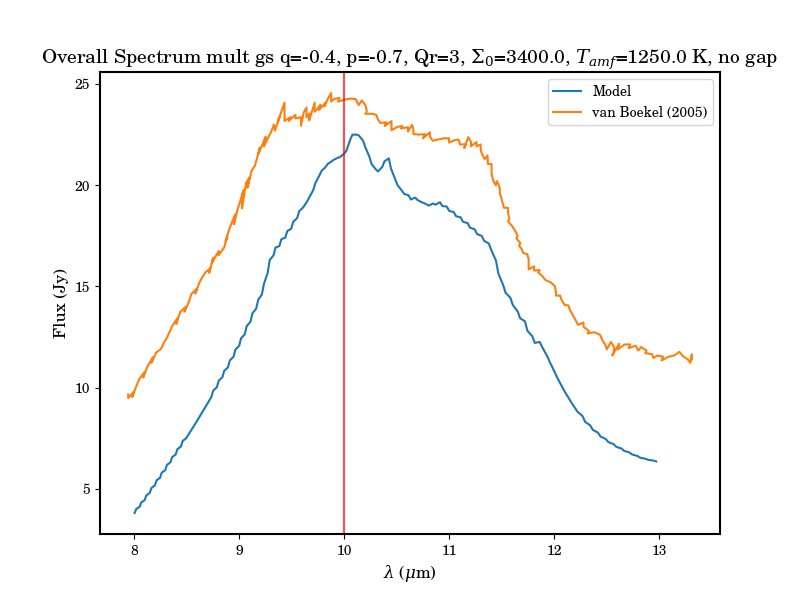 Overall Spectrum mult gs q=-0.4, p=-0.7, Qr=3, Σ₀=3400.0, T_amf=1250.0 K, no gap
Model
van Boekel (2005)
25
20
15
10
5
Flux (Jy)
8 9 10 11 12 13
λ (μm)